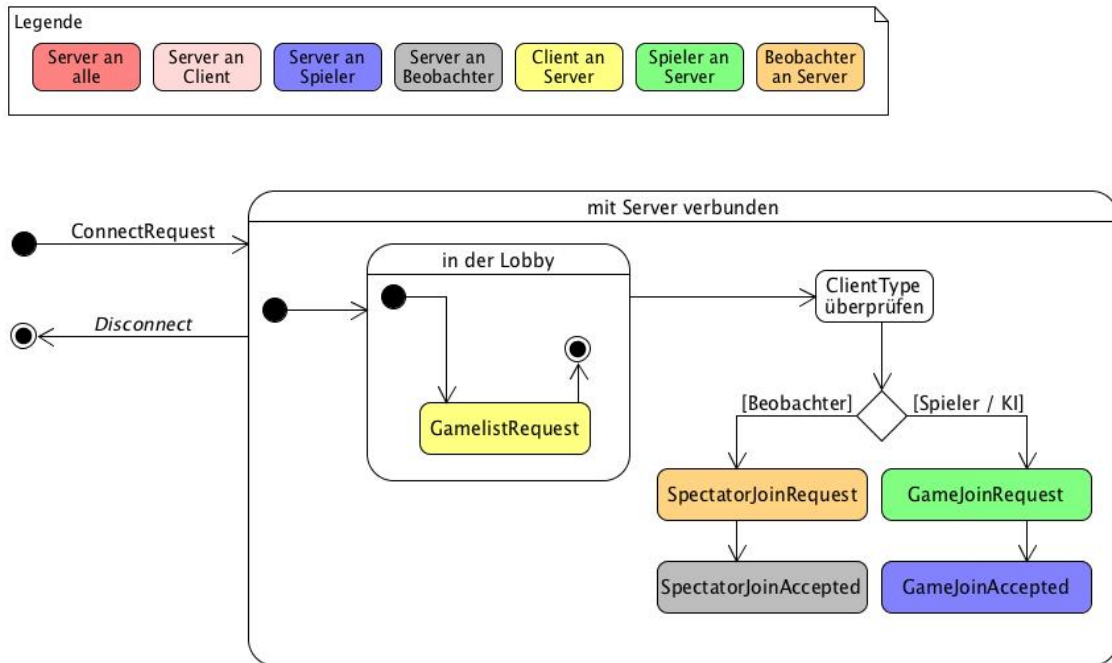 Legende
Server an
alle
Server an
Client
Server an
Spieler
Server an
Beobachter
Client an
Server
Spieler an
Server
Beobachter
an Server
mit Server verbunden
ConnectRequest
in der Lobby
ClientType
überprüfen
Disconnect
[Beobachter]
[Spieler / KI]
GamelistRequest
SpectatorJoinRequest
GameJoinRequest
SpectatorJoinAccepted
GameJoinAccepted